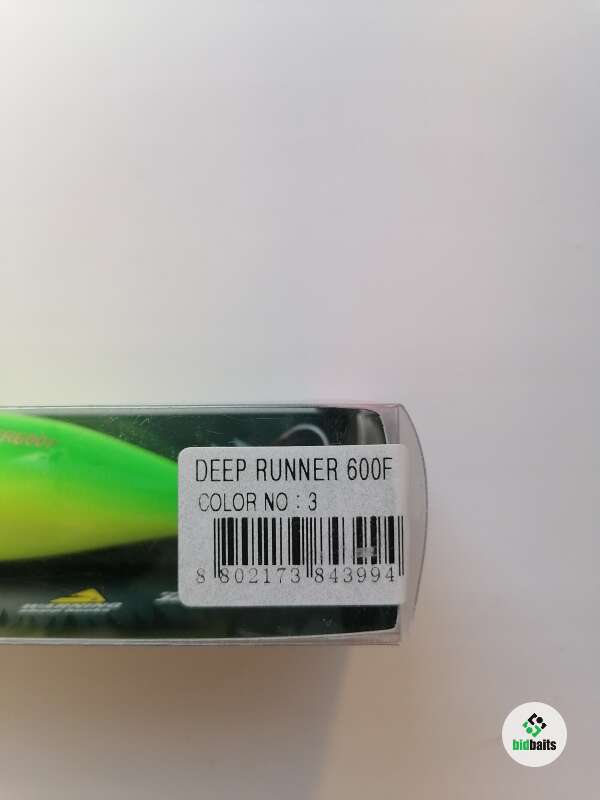 DEEP RUNNER 600F
COLOR NO : 3
8 802173 843994
bidbaits